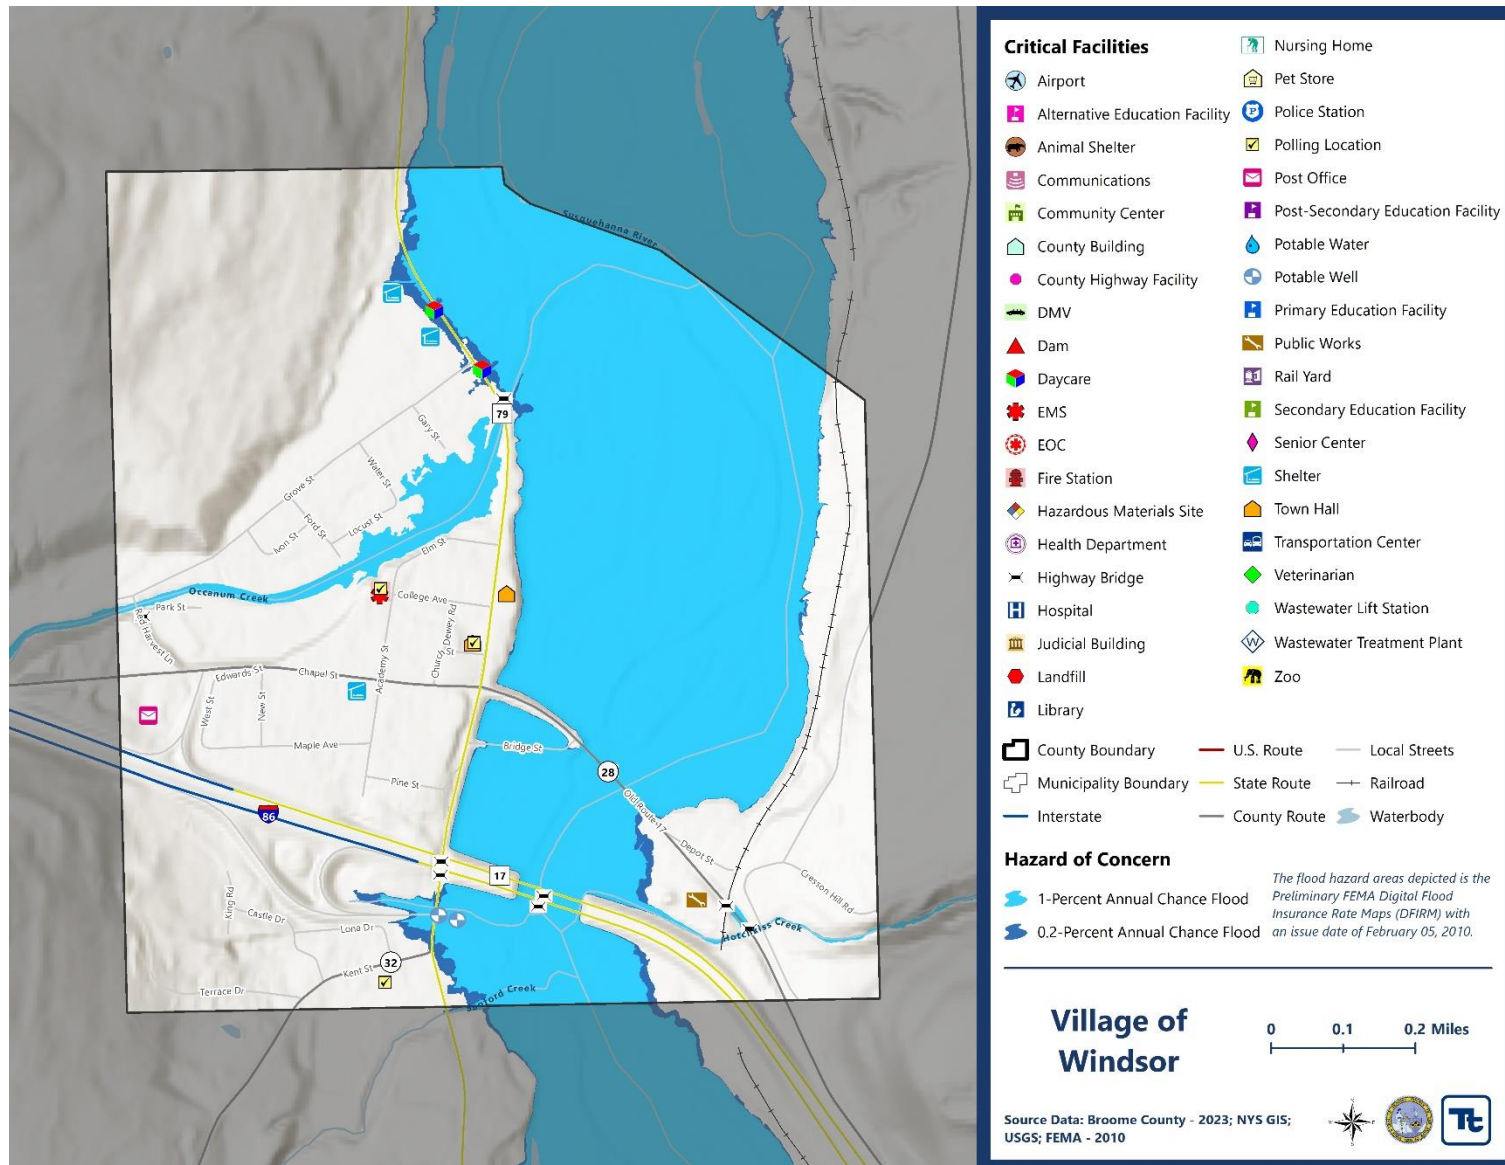 Susquehanna River
79
Gary St
Water St
Grove St
Ford St
Locust St
Ivon St
Elm St
Occanum Creek
Park St
Red Harvest Ln
College Ave
Dewey Rd
Church St
Academy St
Edwards St
Chapel St
West St
New St
Maple Ave
Bridge St
28
Pine St
Old Route 17
86
17
Depot St
Cresson Hill Rd
King Rd
Castle Dr
Lona Dr
Hotchkiss Creek
32
Kent St
Terrace Dr
Sanford Creek
Critical Facilities
Airport
Alternative Education Facility
Animal Shelter
Communications
Community Center
County Building
County Highway Facility
DMV
Dam
Daycare
EMS
EOC
Fire Station
Hazardous Materials Site
Health Department
Highway Bridge
Hospital
Judicial Building
Landfill
Library
Nursing Home
Pet Store
Police Station
Polling Location
Post Office
Post-Secondary Education Facility
Potable Water
Potable Well
Primary Education Facility
Public Works
Rail Yard
Secondary Education Facility
Senior Center
Shelter
Town Hall
Transportation Center
Veterinarian
Wastewater Lift Station
Wastewater Treatment Plant
Zoo
County Boundary
Municipality Boundary
Interstate
U.S. Route
State Route
County Route
Local Streets
Railroad
Waterbody
Hazard of Concern
1-Percent Annual Chance Flood
0.2-Percent Annual Chance Flood
The flood hazard areas depicted is the
Preliminary FEMA Digital Flood
Insurance Rate Maps (DFIRM) with
an issue date of February 05, 2010.
Village of
Windsor
0 0.1 0.2 Miles
Source Data: Broome County - 2023; NYS GIS;
USGS; FEMA - 2010
Tt